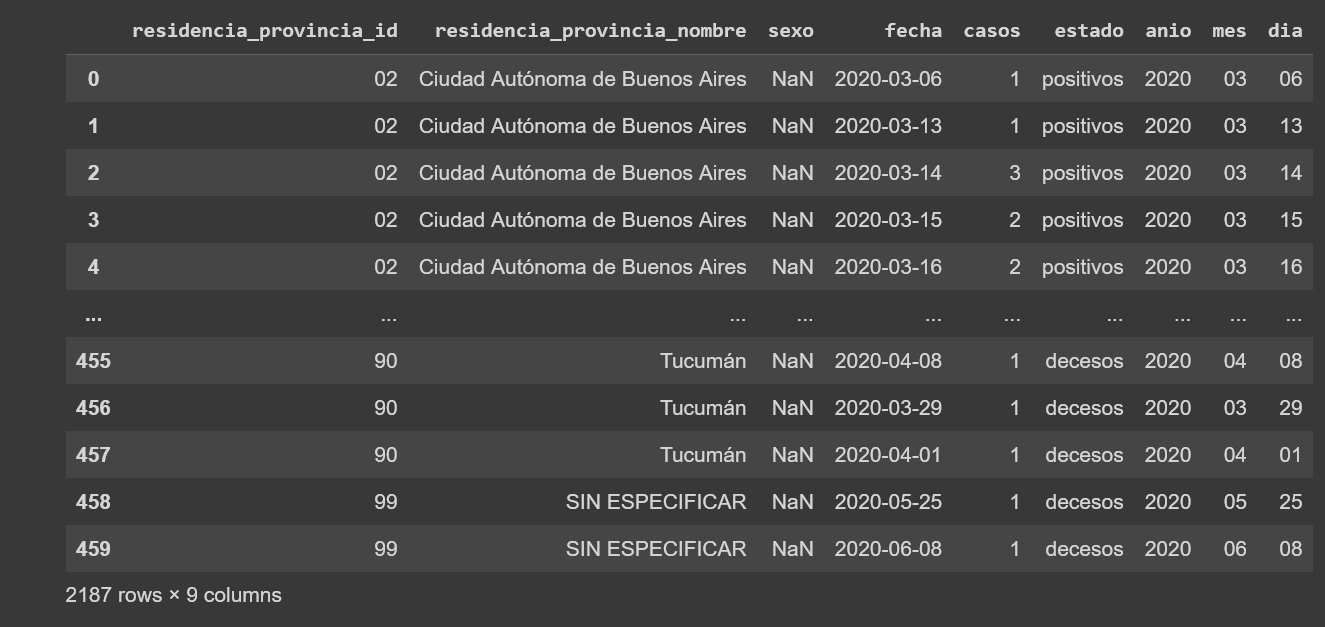 residencia_provincia_id residencia_provincia_nombre sexo fecha casos estado anio mes dia
0 02 Ciudad Autónoma de Buenos Aires NaN 2020-03-06 1 positivos 2020 03 06
1 02 Ciudad Autónoma de Buenos Aires NaN 2020-03-13 1 positivos 2020 03 13
2 02 Ciudad Autónoma de Buenos Aires NaN 2020-03-14 3 positivos 2020 03 14
3 02 Ciudad Autónoma de Buenos Aires NaN 2020-03-15 2 positivos 2020 03 15
4 02 Ciudad Autónoma de Buenos Aires NaN 2020-03-16 2 positivos 2020 03 16
... ... ... ... ... ... ... ... ... ...
455 90 Tucumán NaN 2020-04-08 1 decesos 2020 04 08
456 90 Tucumán NaN 2020-03-29 1 decesos 2020 03 29
457 90 Tucumán NaN 2020-04-01 1 decesos 2020 04 01
458 99 SIN ESPECIFICAR NaN 2020-05-25 1 decesos 2020 05 25
459 99 SIN ESPECIFICAR NaN 2020-06-08 1 decesos 2020 06 08
2187 rows × 9 columns